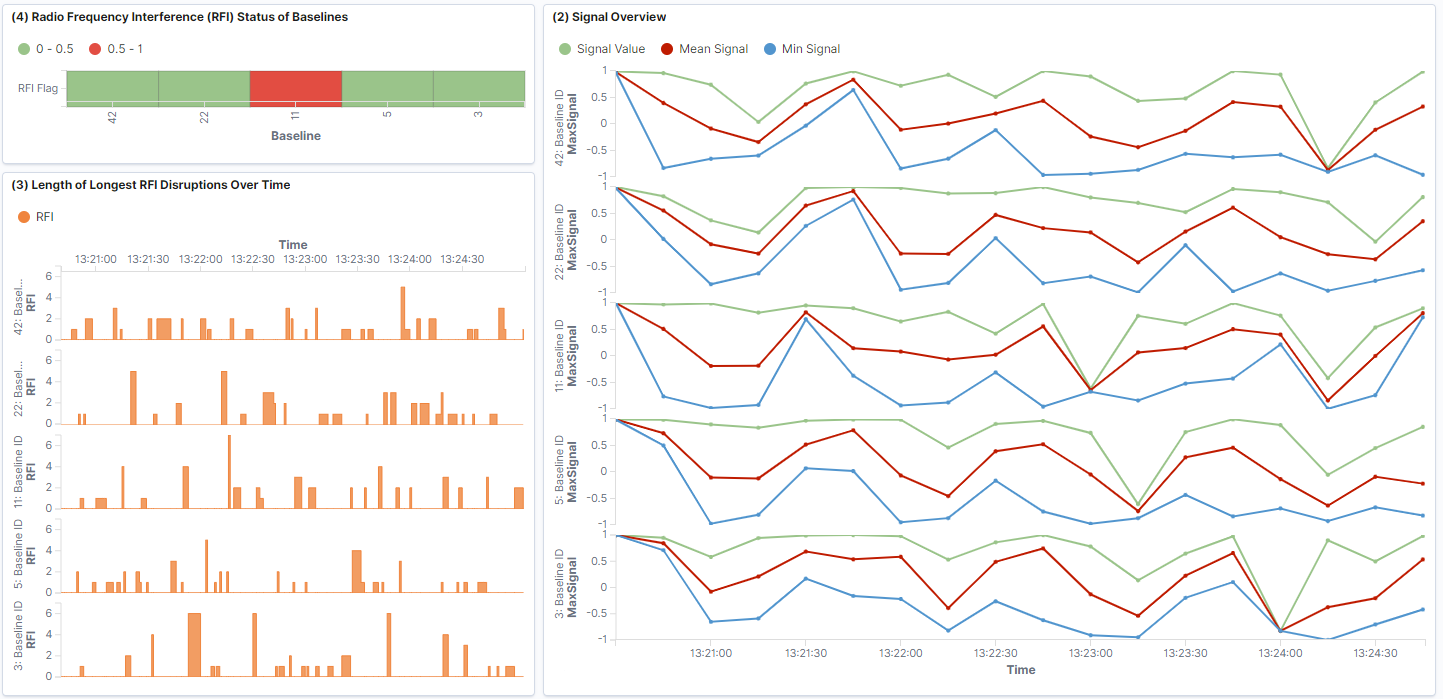 (4) Radio Frequency Interference (RFI) Status of Baselines
0 - 0.5 0.5 - 1
RFI Flag
42 22 11 5 3
Baseline
(3) Length of Longest RFI Disruptions Over Time
RFI
Time
13:21:00 13:21:30 13:22:00 13:22:30 13:23:00 13:23:30 13:24:00 13:24:30
42: Basel...
RFI
6
4
2
0
22: Basel...
RFI
6
4
2
0
11: Baseline ID
RFI
6
4
2
0
5: Baseline ID
RFI
6
4
2
0
3: Baseline ID
RFI
6
4
2
0
(2) Signal Overview
Signal Value Mean Signal Min Signal
42: Baseline ID
MaxSignal
1
0.5
0
-0.5
-1
22: Baseline ID
MaxSignal
1
0.5
0
-0.5
-1
11: Baseline ID
MaxSignal
1
0.5
0
-0.5
-1
5: Baseline ID
MaxSignal
1
0.5
0
-0.5
-1
3: Baseline ID
MaxSignal
1
0.5
0
-0.5
-1
13:21:00 13:21:30 13:22:00 13:22:30 13:23:00 13:23:30 13:24:00 13:24:30
Time